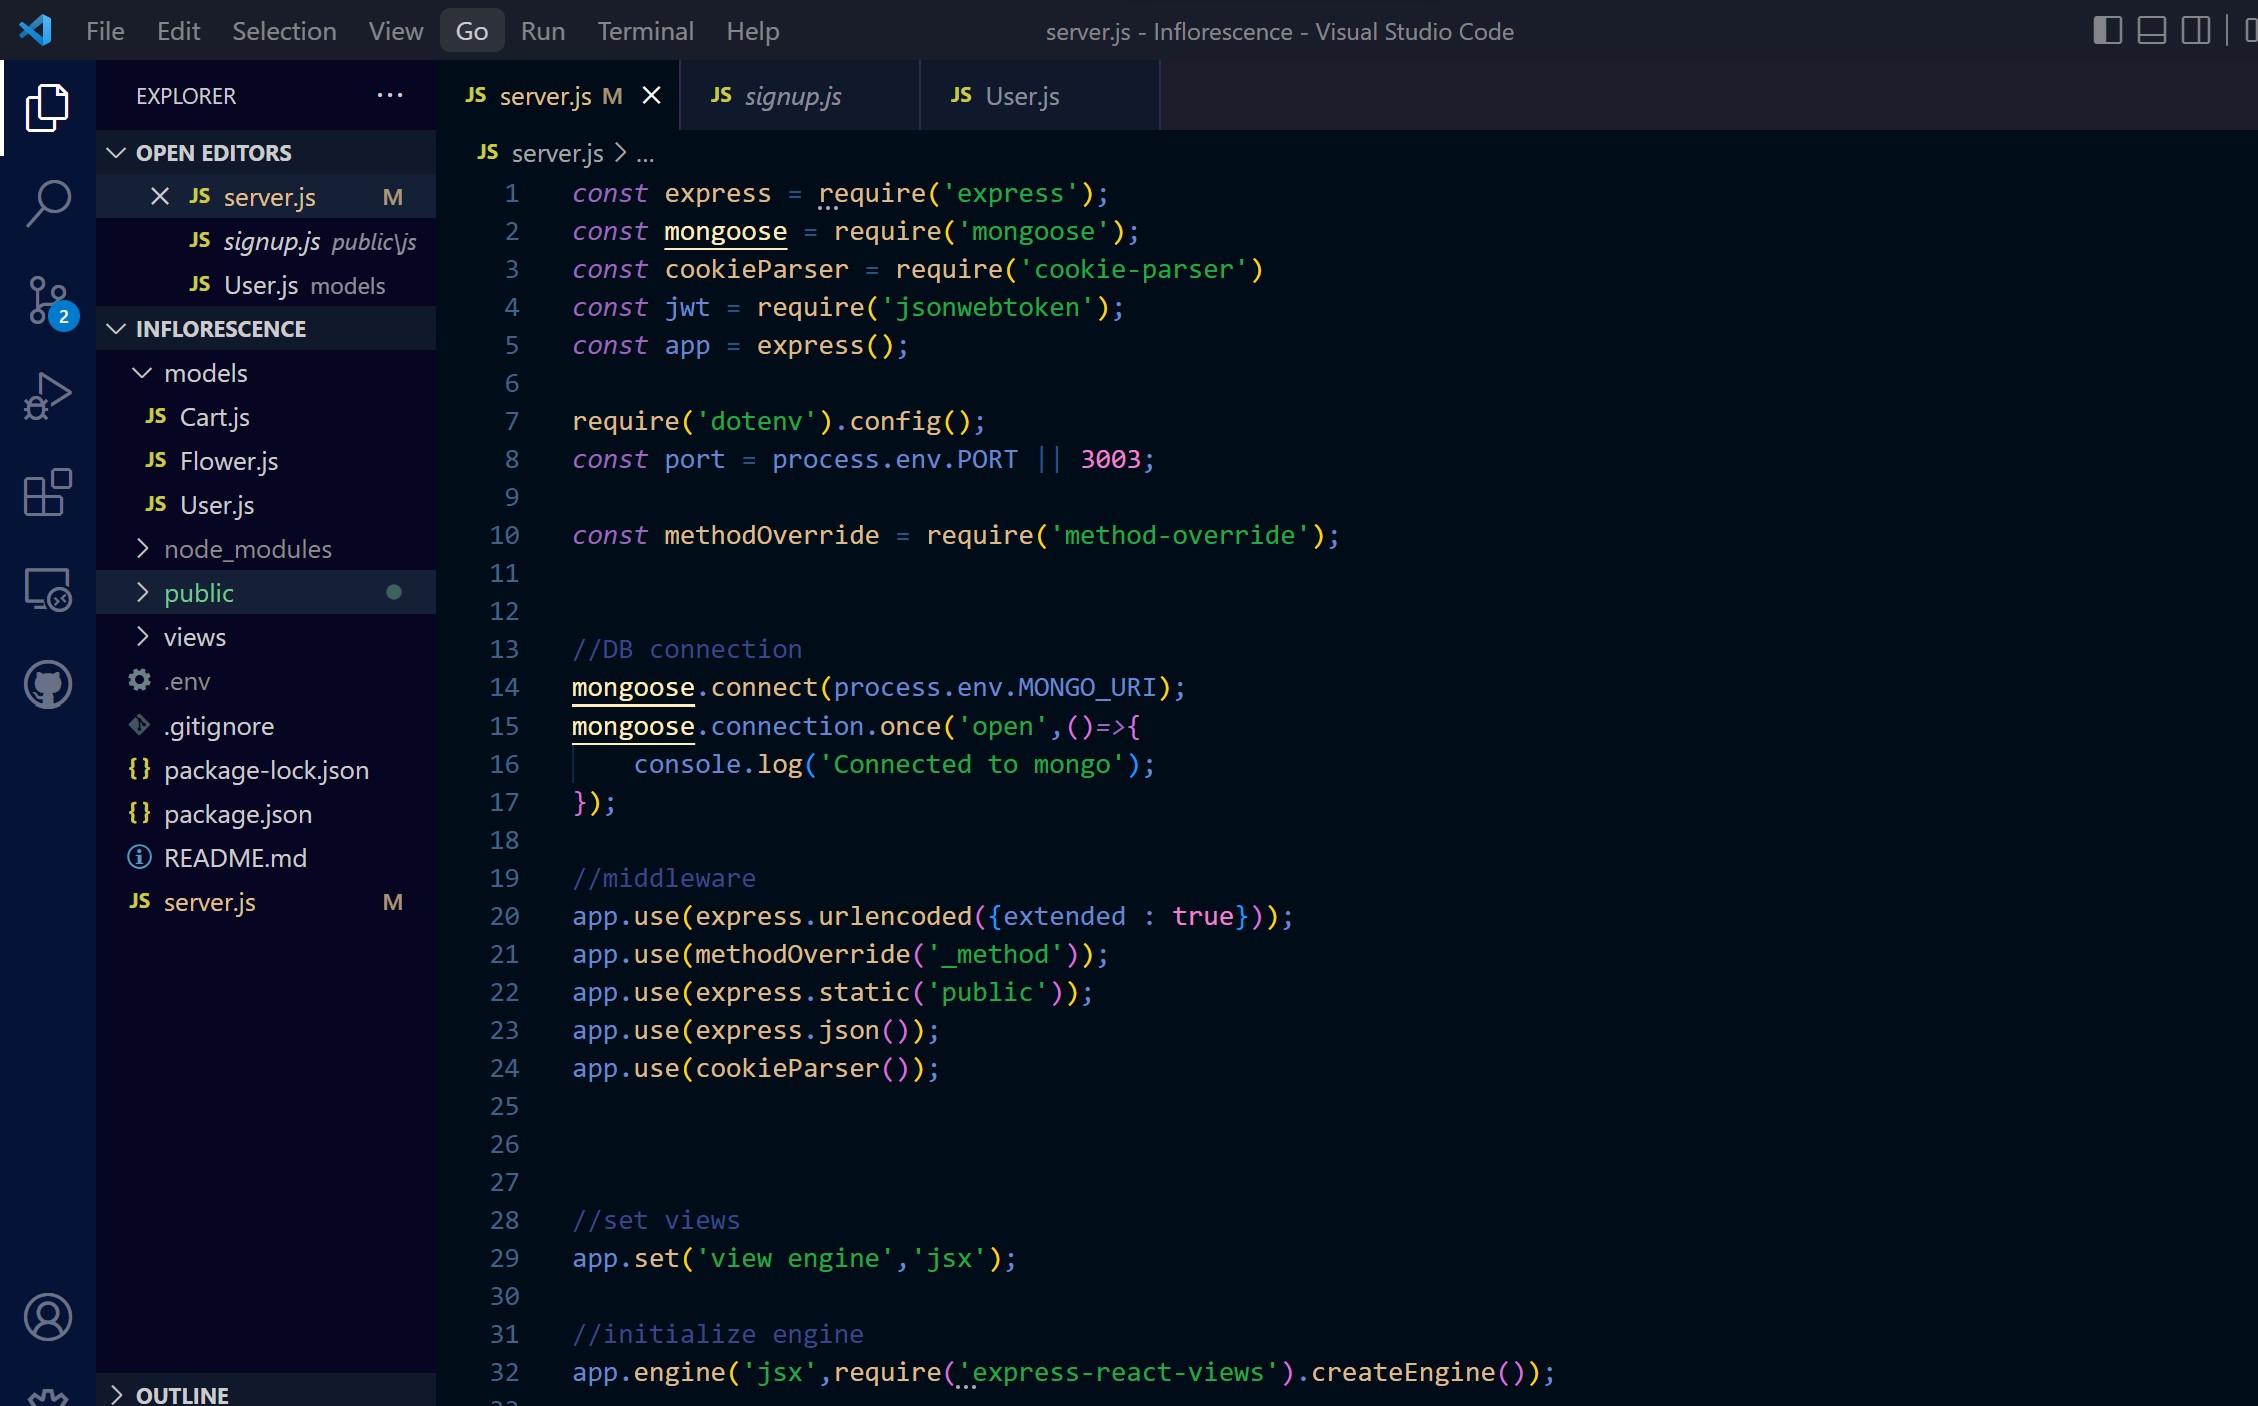 File Edit Selection View Go Run Terminal Help
server.js - Inflorescence - Visual Studio Code
EXPLORER ...
OPEN EDITORS
JS server.js M
JS signup.js public\js
JS User.js models
2
INFLORESCENCE
models
JS Cart.js
JS Flower.js
JS User.js
node_modules
public
views
.env
.gitignore
{} package-lock.json
{} package.json
README.md
JS server.js M
OUTLINE
JS server.js M
JS signup.js
JS User.js
JS server.js > ...
1 const express = require('express');
2 const mongoose = require('mongoose');
3 const cookieParser = require('cookie-parser')
4 const jwt = require('jsonwebtoken');
5 const app = express();
6
7 require('dotenv').config();
8 const port = process.env.PORT || 3003;
9
10 const methodOverride = require('method-override');
11
12
13 //DB connection
14 mongoose.connect(process.env.MONGO_URI);
15 mongoose.connection.once('open',()=>{
16     console.log('Connected to mongo');
17 });
18
19 //middleware
20 app.use(express.urlencoded({extended : true}));
21 app.use(methodOverride('_method'));
22 app.use(express.static('public'));
23 app.use(express.json());
24 app.use(cookieParser());
25
26
27
28 //set views
29 app.set('view engine','jsx');
30
31 //initialize engine
32 app.engine('jsx',require('express-react-views').createEngine());